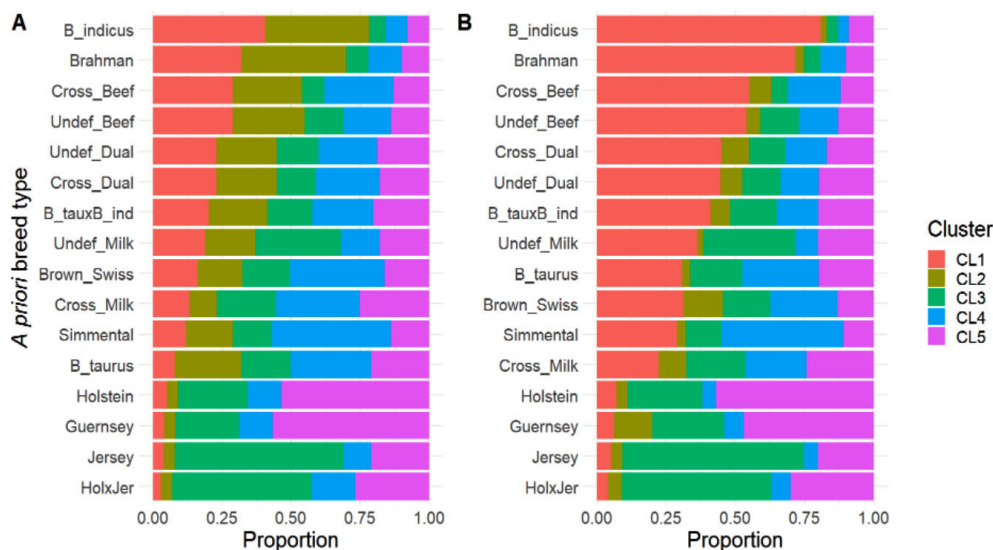 A
B_indicus
Brahman
Cross_Beef
Undef_Beef
Undef_Dual
Cross_Dual
B_tauxB_ind
Undef_Milk
Brown_Swiss
Cross_Milk
Simmental
B_taurus
Holstein
Guernsey
Jersey
HolxJer
A priori breed type
0.00 0.25 0.50 0.75 1.00
Proportion
B
B_indicus
Brahman
Cross_Beef
Undef_Beef
Cross_Dual
Undef_Dual
B_tauxB_ind
Undef_Milk
B_taurus
Brown_Swiss
Simmental
Cross_Milk
Holstein
Guernsey
Jersey
HolxJer
0.00 0.25 0.50 0.75 1.00
Proportion
Cluster
CL1
CL2
CL3
CL4
CL5